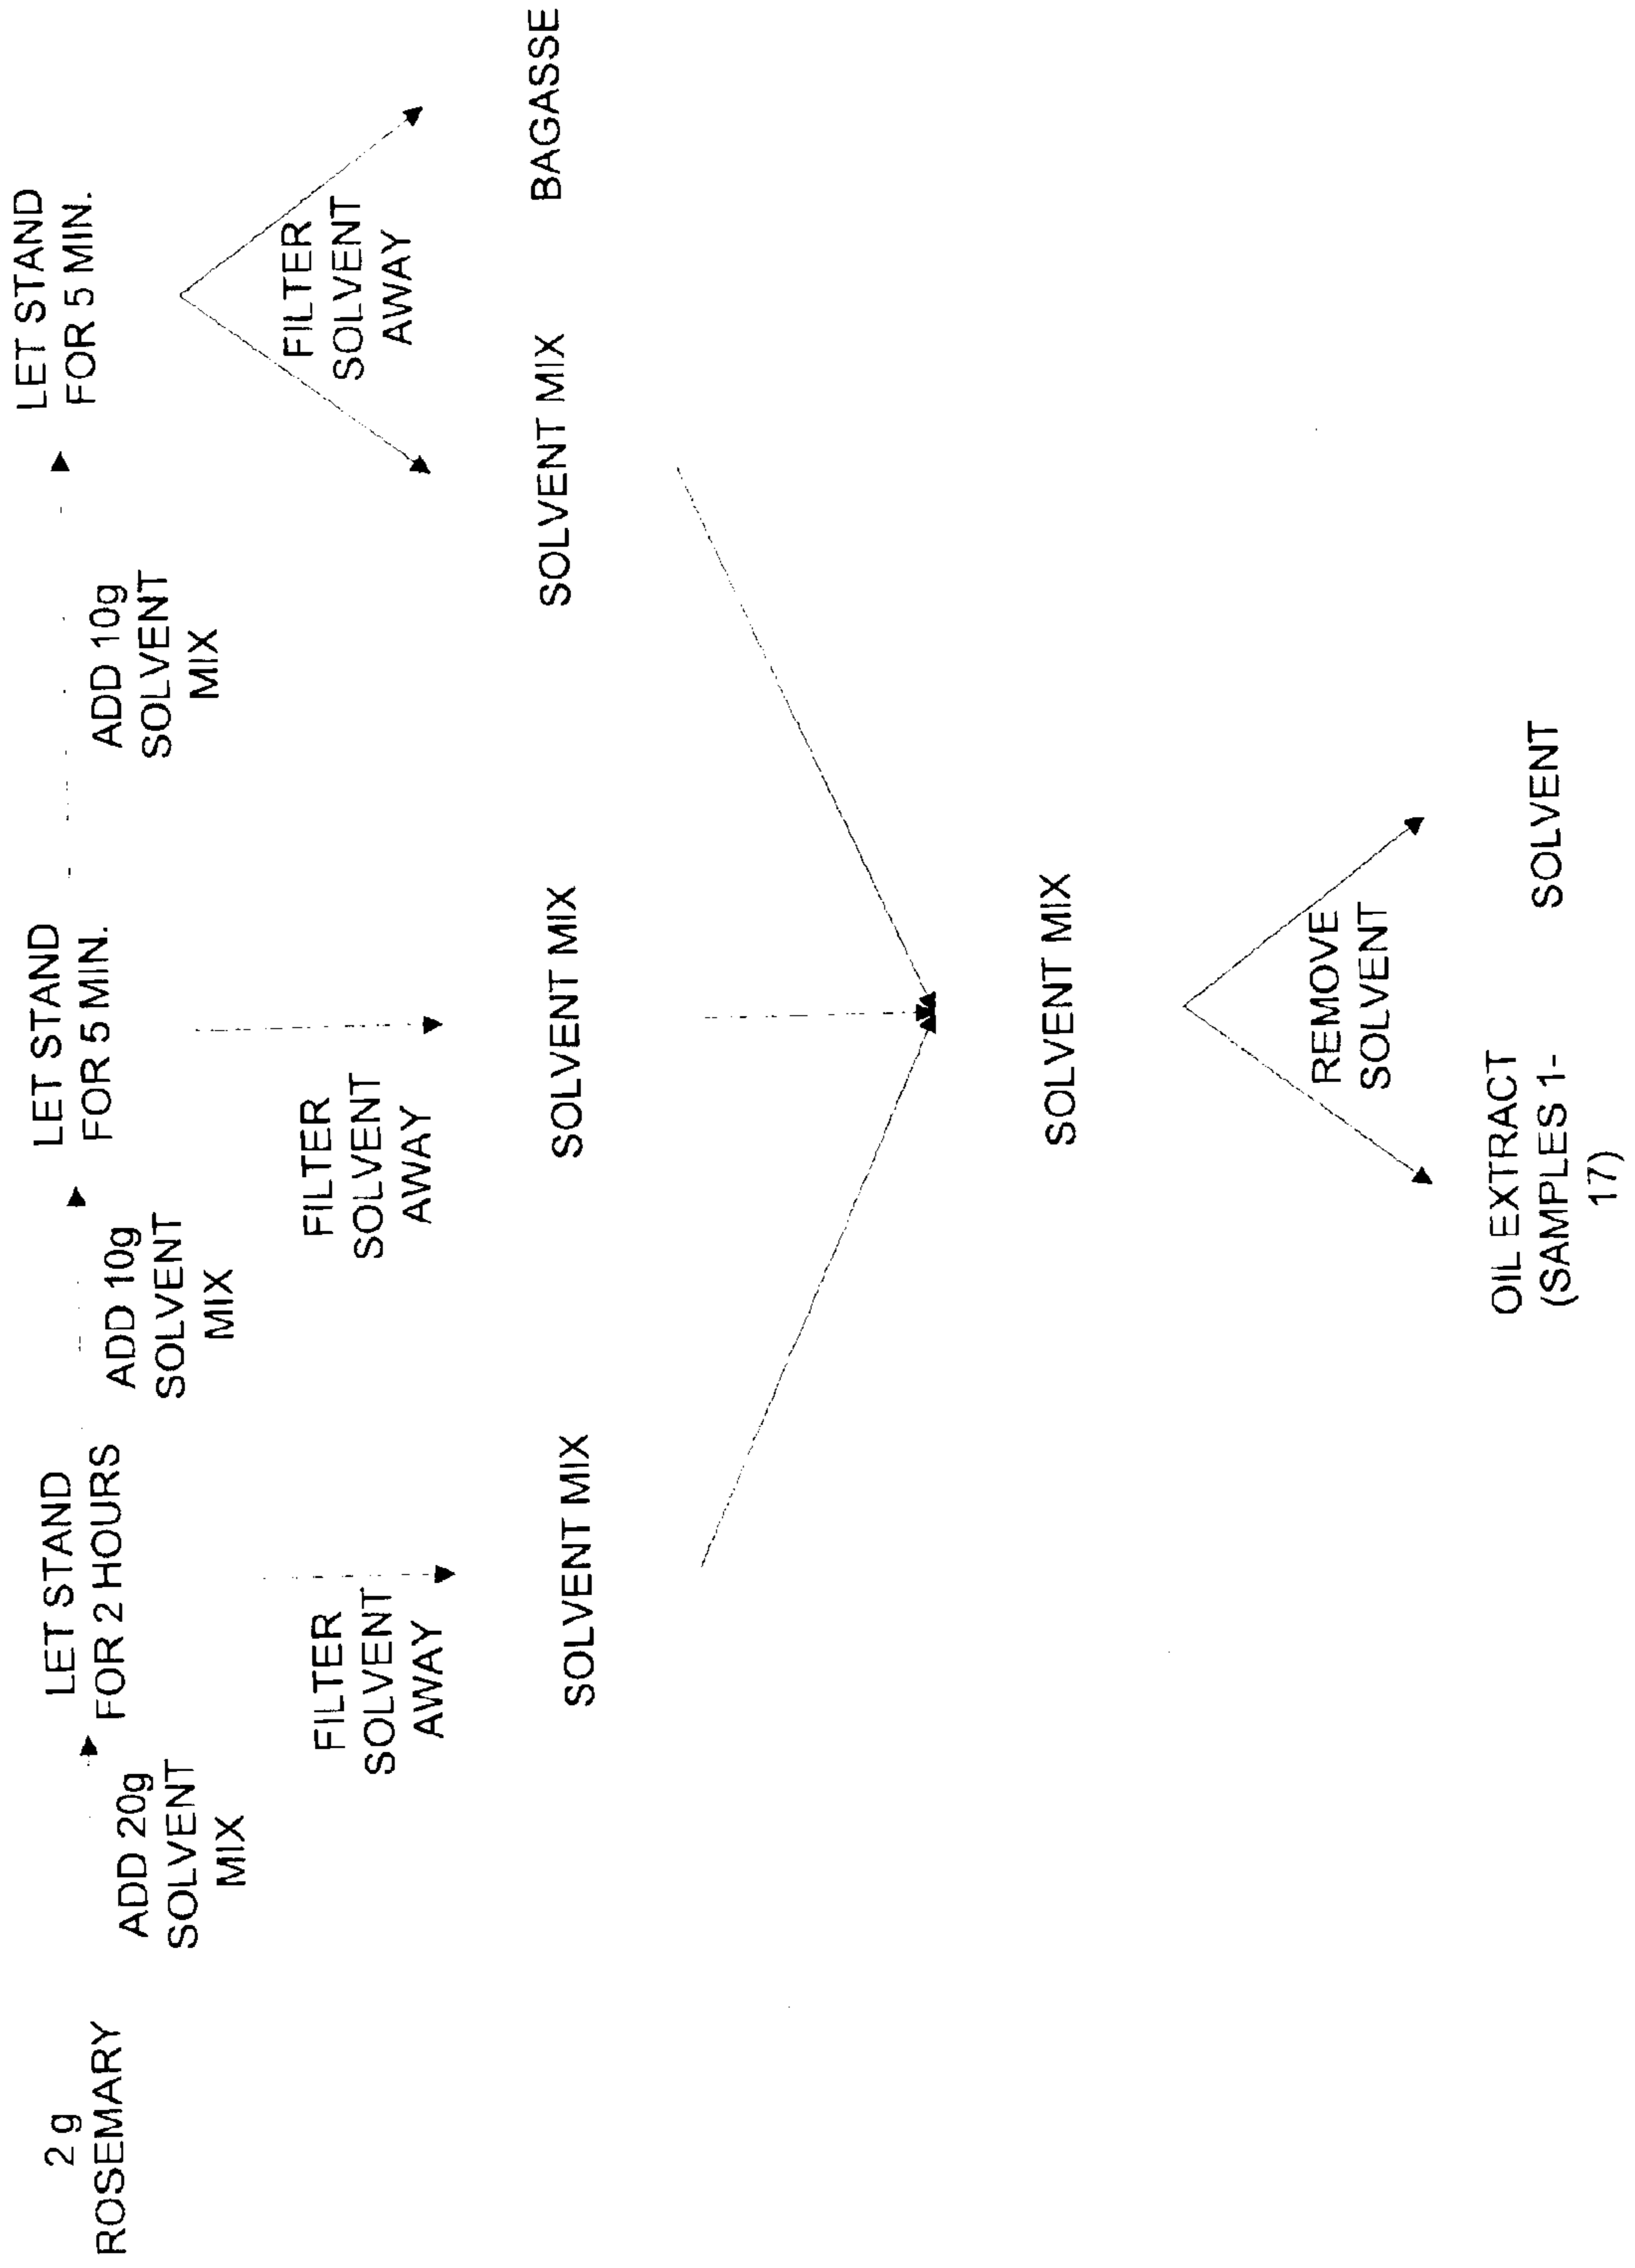 2 g
ROSEMARY
ADD 20g
SOLVENT
MIX
LET STAND
FOR 2 HOURS
ADD 10g
SOLVENT
MIX
LET STAND
FOR 5 MIN.
ADD 10g
SOLVENT
MIX
LET STAND
FOR 5 MIN.
FILTER
SOLVENT
AWAY
FILTER
SOLVENT
AWAY
FILTER
SOLVENT
AWAY
SOLVENT MIX
SOLVENT MIX
SOLVENT MIX
BAGASSE
SOLVENT MIX
REMOVE
SOLVENT
OIL EXTRACT
(SAMPLES 1-
17)
SOLVENT